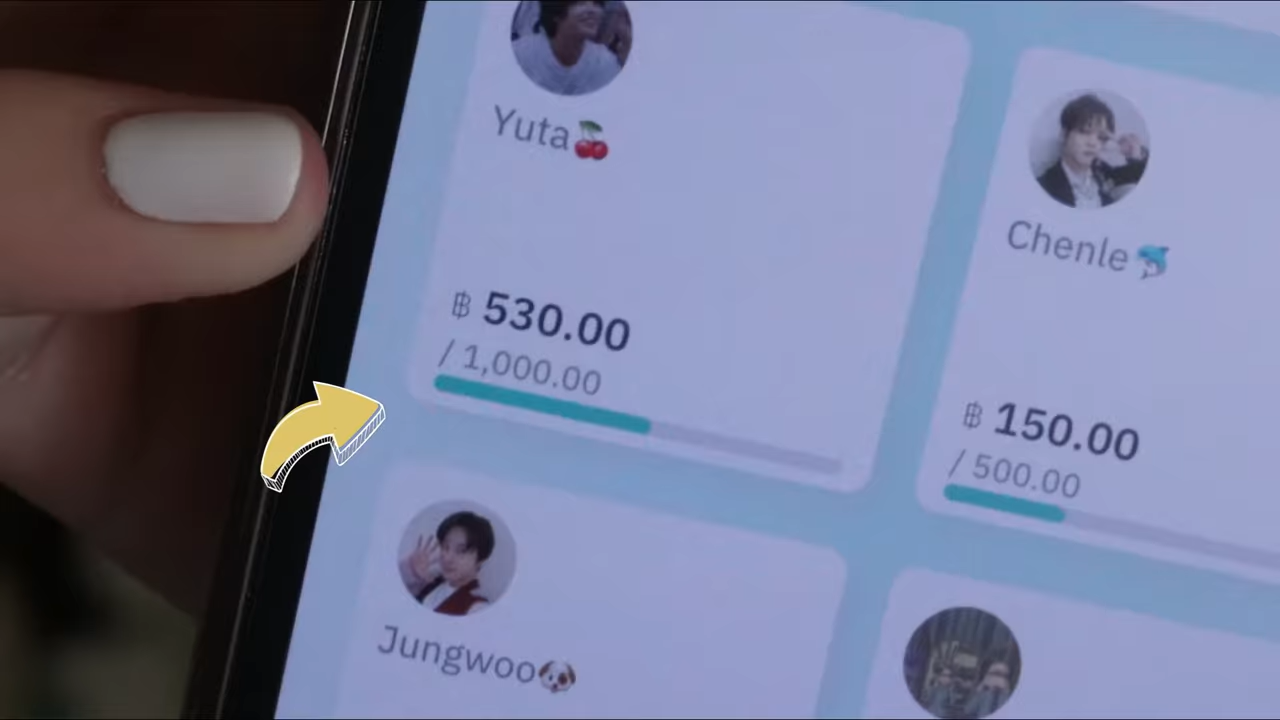 Yuta🍒
฿ 530.00
/ 1,000.00
Chenle🐬
฿ 150.00
/ 500.00
Jungwoo🐶